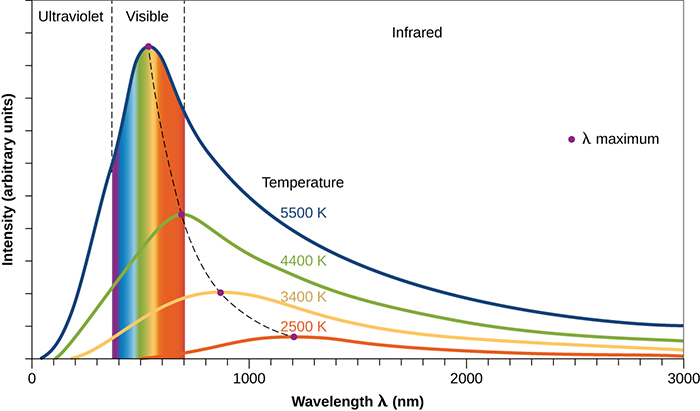 Ultraviolet
Visible
Infrared
Intensity (arbitrary units)
λ maximum
Temperature
5500 K
4400 K
3400 K
2500 K
0
1000
2000
3000
Wavelength λ (nm)